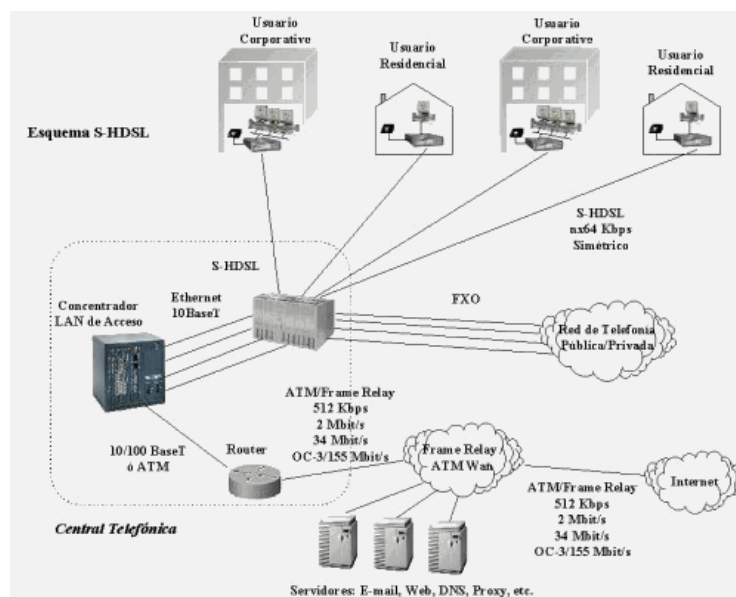 Usuario
Corporativo
Usuario
Residencial
Usuario
Corporativo
Usuario
Residencial
Esquema S-HDSL
S-HDSL
nx64 Kbps
Simétrico
S-HDSL
Ethernet
10BaseT
Concentrador
LAN de Acceso
FXO
Red de Telefonía
Pública/Privada
ATM/Frame Relay
512 Kbps
2 Mbit/s
34 Mbit/s
OC-3/155 Mbit/s
10/100 BaseT
ó ATM
Router
Frame Relay /
ATM Wan
Internet
ATM/Frame Relay
512 Kbps
2 Mbit/s
34 Mbit/s
OC-3/155 Mbit/s
Central Telefónica
Servidores: E-mail, Web, DNS, Proxy, etc.